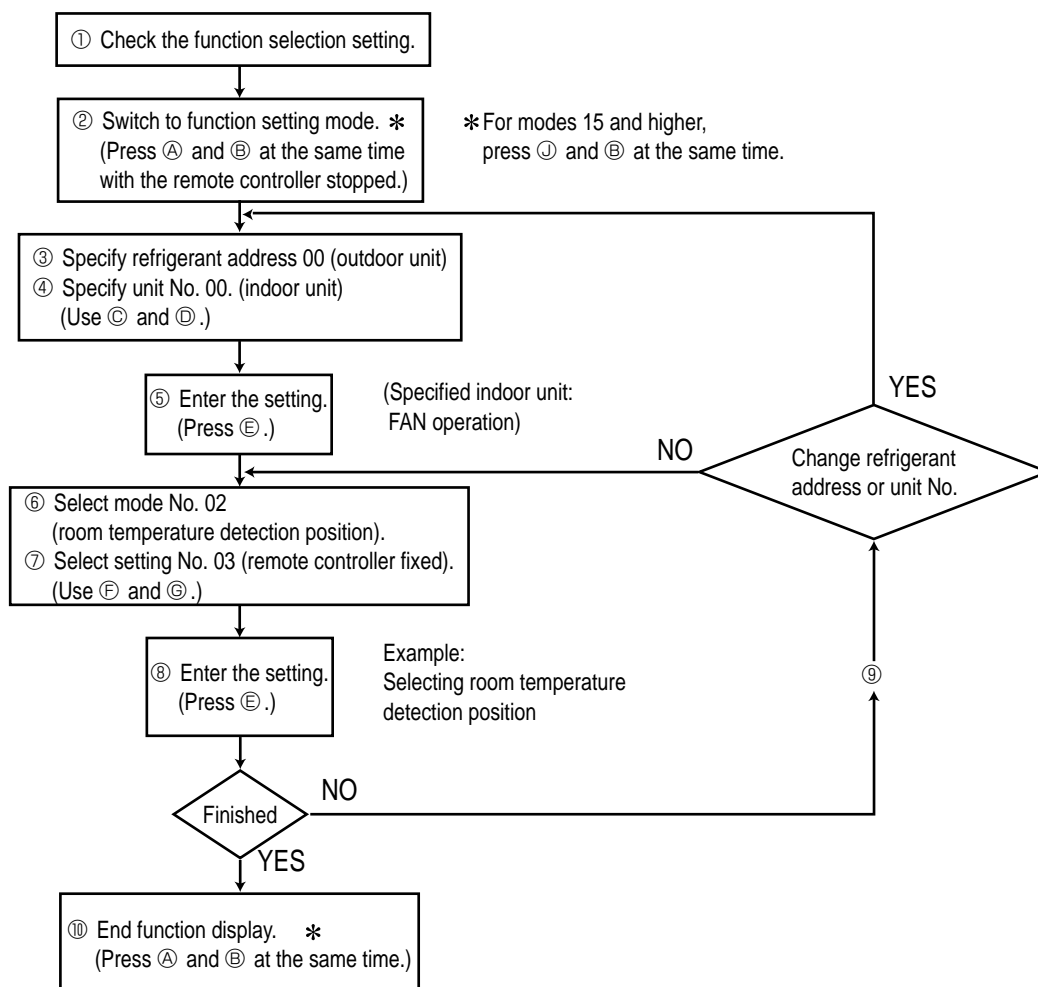 ① Check the function selection setting.
② Switch to function setting mode. *
(Press Ⓐ and Ⓑ at the same time
with the remote controller stopped.)
* For modes 15 and higher,
press Ⓙ and Ⓑ at the same time.
③ Specify refrigerant address 00 (outdoor unit)
④ Specify unit No. 00. (indoor unit)
(Use Ⓒ and Ⓓ.)
⑤ Enter the setting.
(Press Ⓔ.)
(Specified indoor unit:
FAN operation)
YES
NO
Change refrigerant
address or unit No.
⑥ Select mode No. 02
(room temperature detection position).
⑦ Select setting No. 03 (remote controller fixed).
(Use Ⓕ and Ⓖ.)
⑧ Enter the setting.
(Press Ⓔ.)
Example:
Selecting room temperature
detection position
⑨
Finished
NO
YES
⑩ End function display. *
(Press Ⓐ and Ⓑ at the same time.)